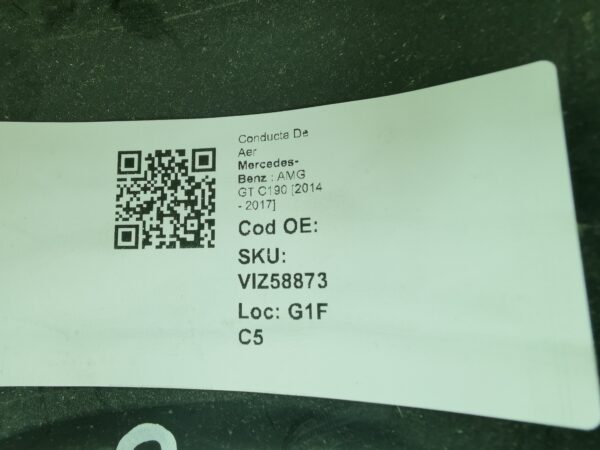 Conducta De
Aer
Mercedes-
Benz : AMG
GT C190 [2014
- 2017]
Cod OE:
SKU:
VIZ58873
Loc: G1F
C5